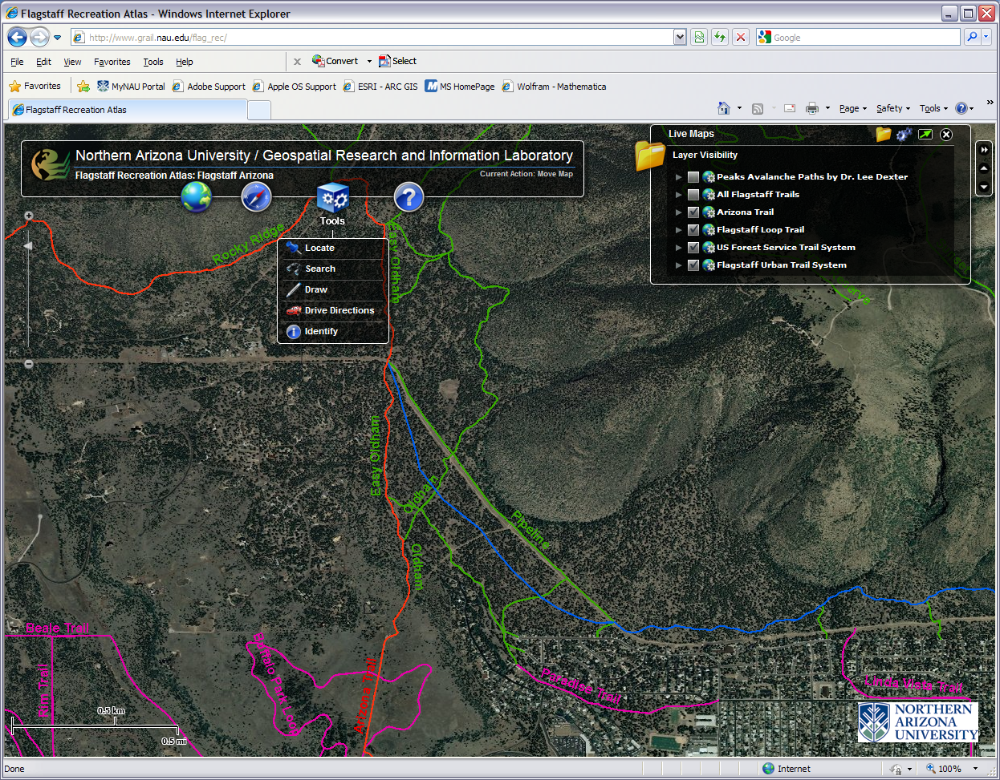 Flagstaff Recreation Atlas - Windows Internet Explorer
http://www.grail.nau.edu/flag_rec/
Google
File Edit View Favorites Tools Help
x Convert Select
Favorites MyNAU Portal Adobe Support Apple OS Support ESRI - ARC GIS MS HomePage Wolfram - Mathematica
Flagstaff Recreation Atlas
Page Safety Tools
Northern Arizona University / Geospatial Research and Information Laboratory
Flagstaff Recreation Atlas: Flagstaff Arizona
Current Action: Move Map
Tools
Locate
Search
Draw
Drive Directions
Identify
Live Maps
Layer Visibility
Peaks Avalanche Paths by Dr. Lee Dexter
All Flagstaff Trails
Arizona Trail
Flagstaff Loop Trail
US Forest Service Trail System
Flagstaff Urban Trail System
Rocky Ridge
Easy Oldham
Easy Oldham
Oldham
Pipeline
Oldham
Beale Trail
Rim Trail
Buffalo Park Loop
Arizona Trail
Paradise Trail
Linda Vista Trail
0.5 km
0.5 mi
NORTHERN
ARIZONA
UNIVERSITY
Done
Internet
100%